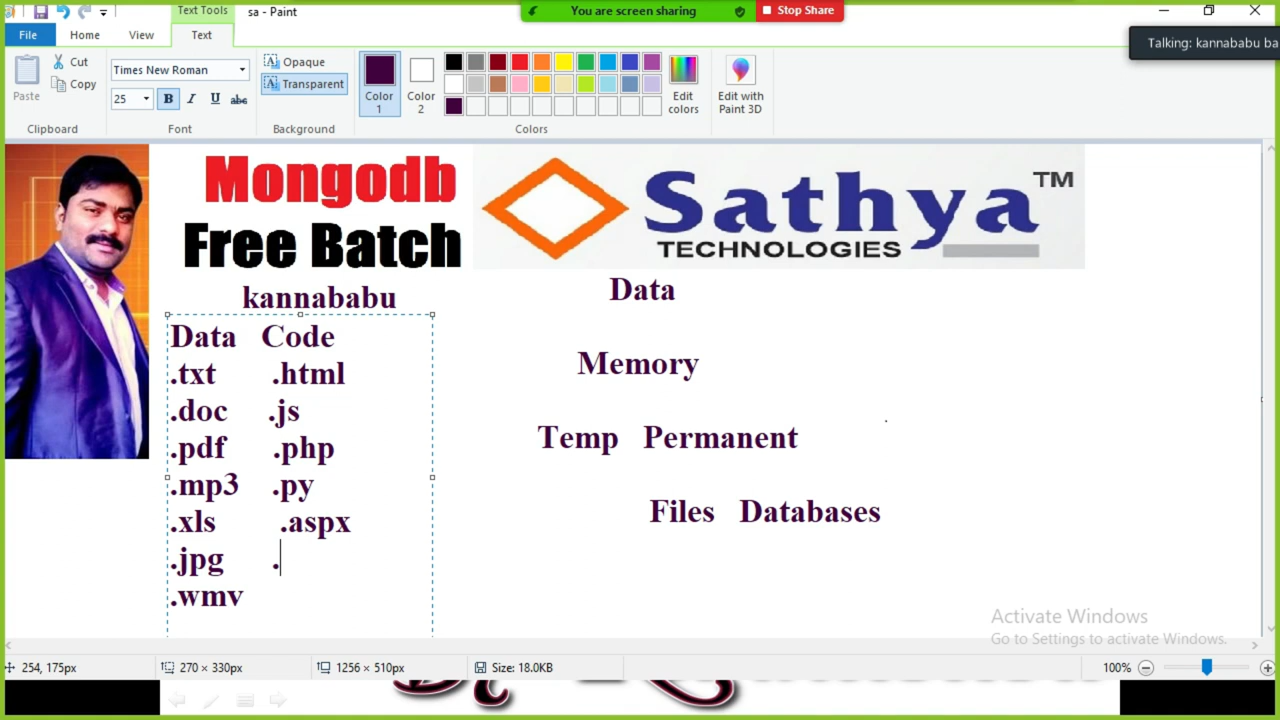 Text Tools
sa - Paint
You are screen sharing
Stop Share
File Home View Text
Talking: kannababu ba
Paste
Cut
Copy
Times New Roman
25 B I U abc
Opaque
Transparent
Color 1
Color 2
Edit colors
Edit with Paint 3D
Clipboard Font Background Colors
Mongodb
Free Batch
Sathya TM
TECHNOLOGIES
kannababu
Data Code
.txt .html
.doc .js
.pdf .php
.mp3 .py
.xls .aspx
.jpg .
.wmv
Data
Memory
Temp Permanent
Files Databases
Activate Windows
Go to Settings to activate Windows.
254, 175px
270 × 330px
1256 × 510px
Size: 18.0KB
100%